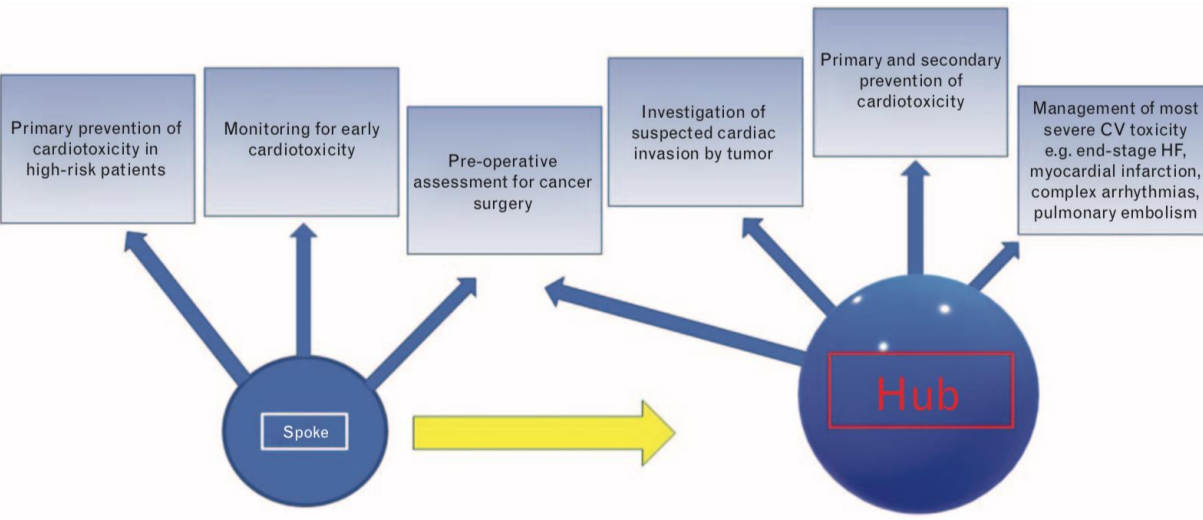 Primary prevention of
cardiotoxicity in
high-risk patients
Monitoring for early
cardiotoxicity
Pre-operative
assessment for cancer
surgery
Investigation of
suspected cardiac
invasion by tumor
Primary and secondary
prevention of
cardiotoxicity
Management of most
severe CV toxicity
e.g. end-stage HF,
myocardial infarction,
complex arrhythmias,
pulmonary embolism
Spoke
Hub